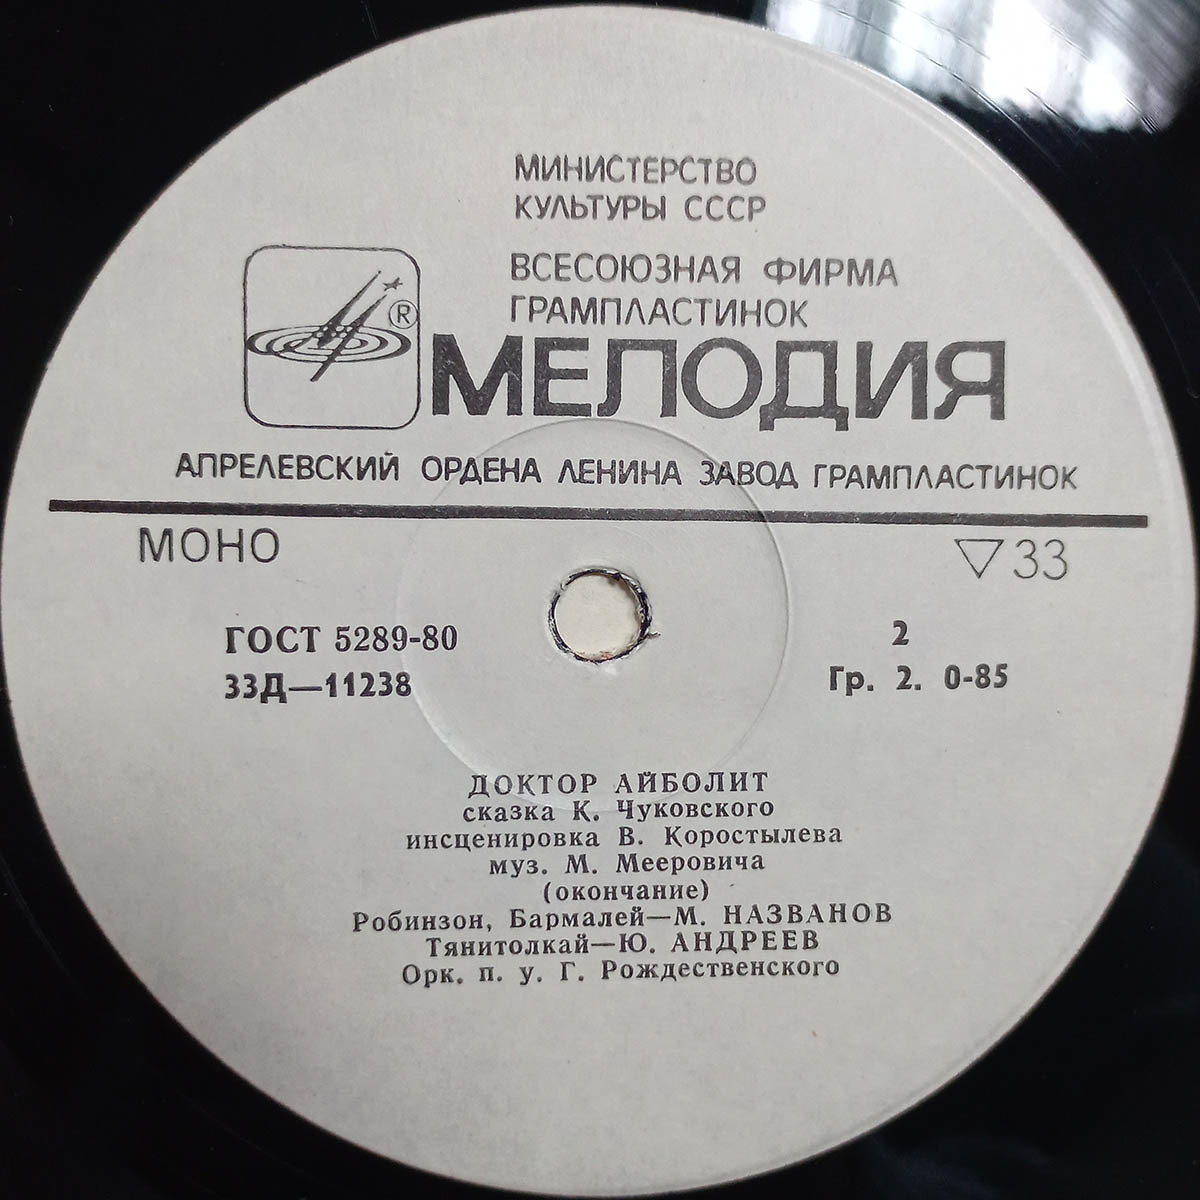 МИНИСТЕРСТВО
КУЛЬТУРЫ СССР
ВСЕСОЮЗНАЯ ФИРМА
ГРАМПЛАСТИНОК
®
МЕЛОДИЯ
АПРЕЛЕВСКИЙ ОРДЕНА ЛЕНИНА ЗАВОД ГРАМПЛАСТИНОК
МОНО
▽33
ГОСТ 5289-80
2
33Д—11238
Гр. 2. 0-85
ДОКТОР АЙБОЛИТ
сказка К. Чуковского
инсценировка В. Коростылева
муз. М. Мееровича
(окончание)
Робинзон, Бармалей—М. НАЗВАНОВ
Тянитолкай—Ю. АНДРЕЕВ
Орк. п. у. Г. Рождественского